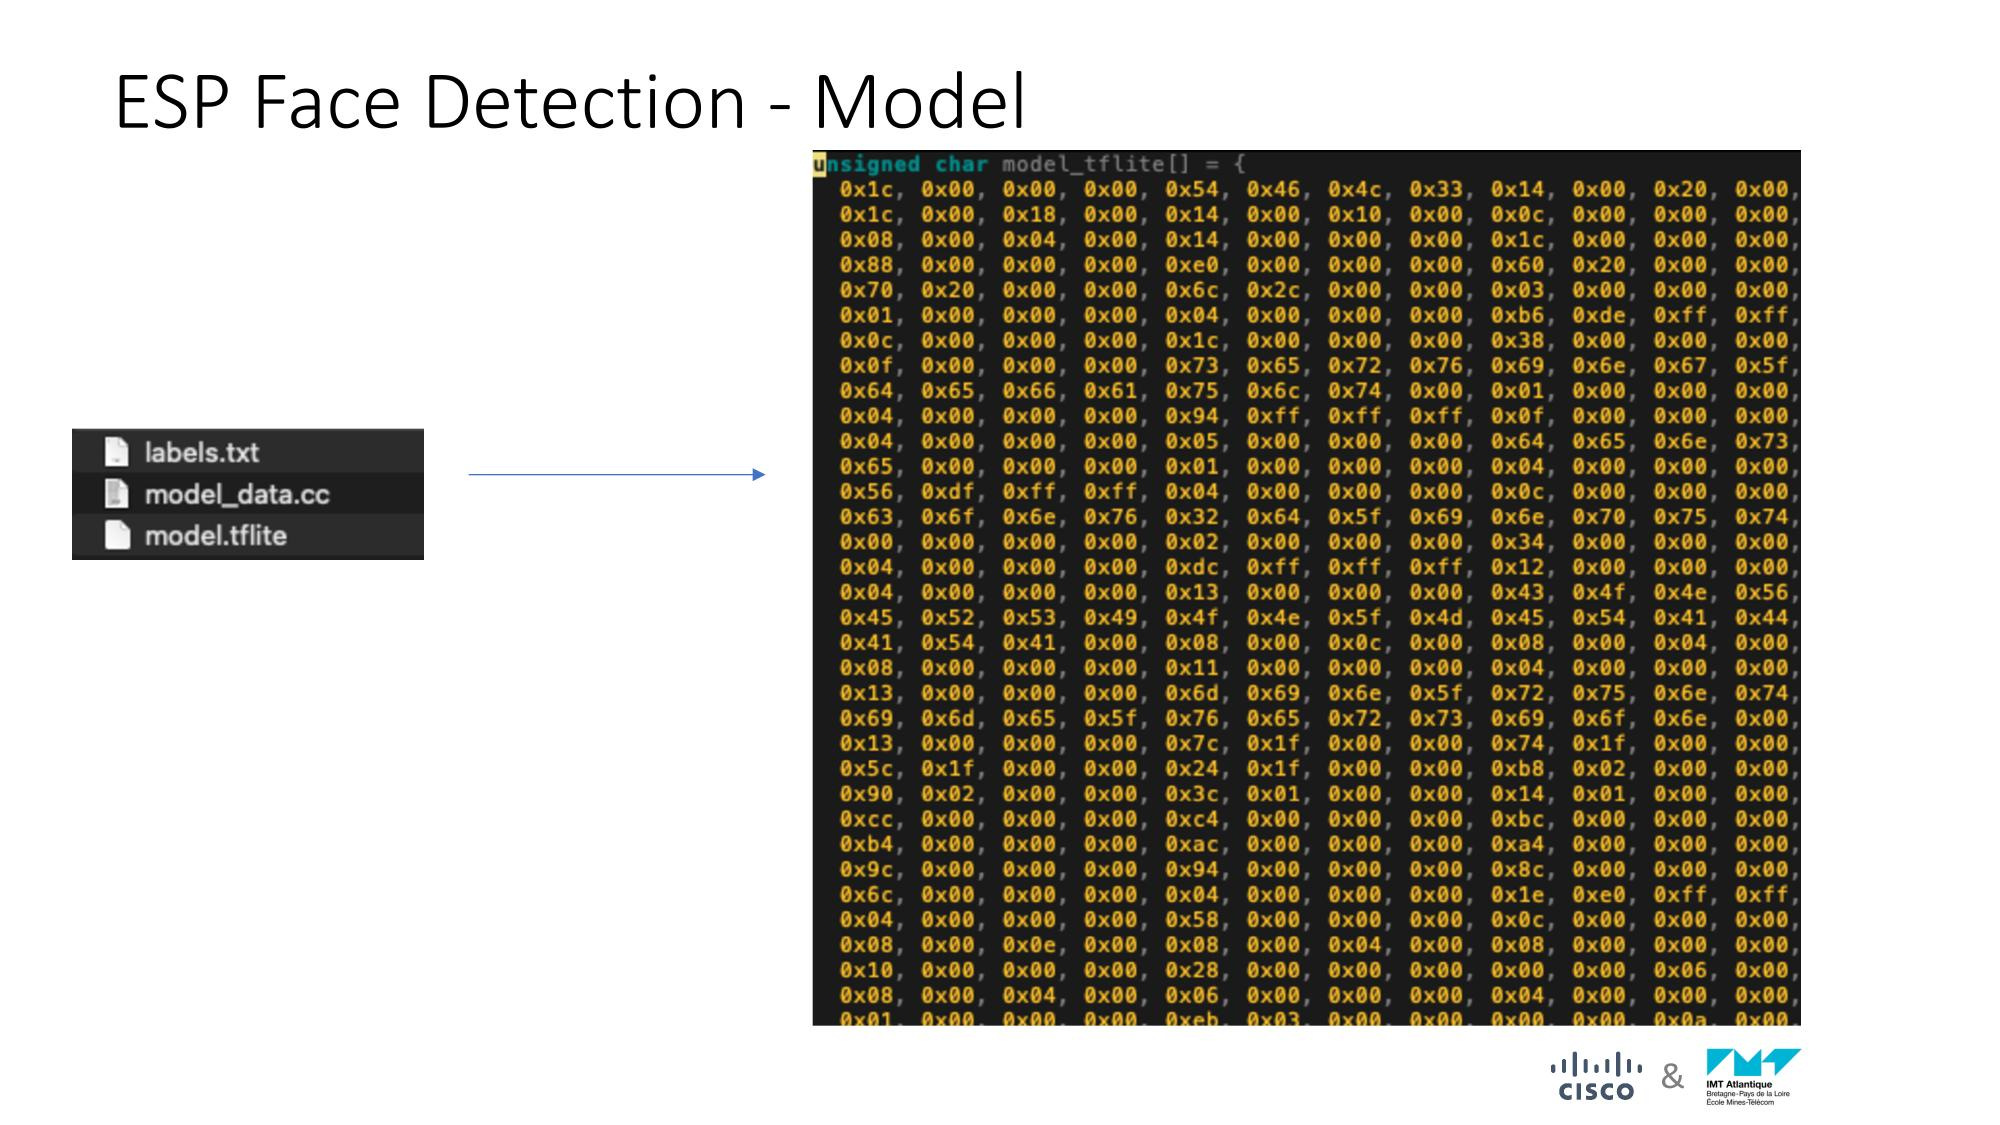 ESP Face Detection - Model
labels.txt
model_data.cc
model.tflite
unsigned char model_tflite[] = {
0x1c, 0x00, 0x00, 0x00, 0x54, 0x46, 0x4c, 0x33, 0x14, 0x00, 0x20, 0x00,
0x1c, 0x00, 0x18, 0x00, 0x14, 0x00, 0x10, 0x00, 0x0c, 0x00, 0x00, 0x00,
0x08, 0x00, 0x04, 0x00, 0x14, 0x00, 0x00, 0x00, 0x1c, 0x00, 0x00, 0x00,
0x88, 0x00, 0x00, 0x00, 0xe0, 0x00, 0x00, 0x00, 0x60, 0x20, 0x00, 0x00,
0x70, 0x20, 0x00, 0x00, 0x6c, 0x2c, 0x00, 0x00, 0x03, 0x00, 0x00, 0x00,
0x01, 0x00, 0x00, 0x00, 0x04, 0x00, 0x00, 0x00, 0xb6, 0xde, 0xff, 0xff,
0x0c, 0x00, 0x00, 0x00, 0x1c, 0x00, 0x00, 0x00, 0x38, 0x00, 0x00, 0x00,
0x0f, 0x00, 0x00, 0x00, 0x73, 0x65, 0x72, 0x76, 0x69, 0x6e, 0x67, 0x5f,
0x64, 0x65, 0x66, 0x61, 0x75, 0x6c, 0x74, 0x00, 0x01, 0x00, 0x00, 0x00,
0x04, 0x00, 0x00, 0x00, 0x94, 0xff, 0xff, 0xff, 0x0f, 0x00, 0x00, 0x00,
0x04, 0x00, 0x00, 0x00, 0x05, 0x00, 0x00, 0x00, 0x64, 0x65, 0x6e, 0x73,
0x65, 0x00, 0x00, 0x00, 0x01, 0x00, 0x00, 0x00, 0x04, 0x00, 0x00, 0x00,
0x56, 0xdf, 0xff, 0xff, 0x04, 0x00, 0x00, 0x00, 0x0c, 0x00, 0x00, 0x00,
0x63, 0x6f, 0x6e, 0x76, 0x32, 0x64, 0x5f, 0x69, 0x6e, 0x70, 0x75, 0x74,
0x00, 0x00, 0x00, 0x00, 0x02, 0x00, 0x00, 0x00, 0x34, 0x00, 0x00, 0x00,
0x04, 0x00, 0x00, 0x00, 0xdc, 0xff, 0xff, 0xff, 0x12, 0x00, 0x00, 0x00,
0x04, 0x00, 0x00, 0x00, 0x13, 0x00, 0x00, 0x00, 0x43, 0x4f, 0x4e, 0x56,
0x45, 0x52, 0x53, 0x49, 0x4f, 0x4e, 0x5f, 0x4d, 0x45, 0x54, 0x41, 0x44,
0x41, 0x54, 0x41, 0x00, 0x08, 0x00, 0x0c, 0x00, 0x08, 0x00, 0x04, 0x00,
0x08, 0x00, 0x00, 0x00, 0x11, 0x00, 0x00, 0x00, 0x04, 0x00, 0x00, 0x00,
0x13, 0x00, 0x00, 0x00, 0x6d, 0x69, 0x6e, 0x5f, 0x72, 0x75, 0x6e, 0x74,
0x69, 0x6d, 0x65, 0x5f, 0x76, 0x65, 0x72, 0x73, 0x69, 0x6f, 0x6e, 0x00,
0x13, 0x00, 0x00, 0x00, 0x7c, 0x1f, 0x00, 0x00, 0x74, 0x1f, 0x00, 0x00,
0x5c, 0x1f, 0x00, 0x00, 0x24, 0x1f, 0x00, 0x00, 0xb8, 0x02, 0x00, 0x00,
0x90, 0x02, 0x00, 0x00, 0x3c, 0x01, 0x00, 0x00, 0x14, 0x01, 0x00, 0x00,
0xcc, 0x00, 0x00, 0x00, 0xc4, 0x00, 0x00, 0x00, 0xbc, 0x00, 0x00, 0x00,
0xb4, 0x00, 0x00, 0x00, 0xac, 0x00, 0x00, 0x00, 0xa4, 0x00, 0x00, 0x00,
0x9c, 0x00, 0x00, 0x00, 0x94, 0x00, 0x00, 0x00, 0x8c, 0x00, 0x00, 0x00,
0x6c, 0x00, 0x00, 0x00, 0x04, 0x00, 0x00, 0x00, 0x1e, 0xe0, 0xff, 0xff,
0x04, 0x00, 0x00, 0x00, 0x58, 0x00, 0x00, 0x00, 0x0c, 0x00, 0x00, 0x00,
0x08, 0x00, 0x0e, 0x00, 0x08, 0x00, 0x04, 0x00, 0x08, 0x00, 0x00, 0x00,
0x10, 0x00, 0x00, 0x00, 0x28, 0x00, 0x00, 0x00, 0x00, 0x00, 0x06, 0x00,
0x08, 0x00, 0x04, 0x00, 0x06, 0x00, 0x00, 0x00, 0x04, 0x00, 0x00, 0x00,
0x01, 0x00, 0x00, 0x00, 0xeb, 0x03, 0x00, 0x00, 0x00, 0x00, 0x0a, 0x00,
CISCO & IMT Atlantique
Bretagne-Pays de la Loire
École Mines-Télécom